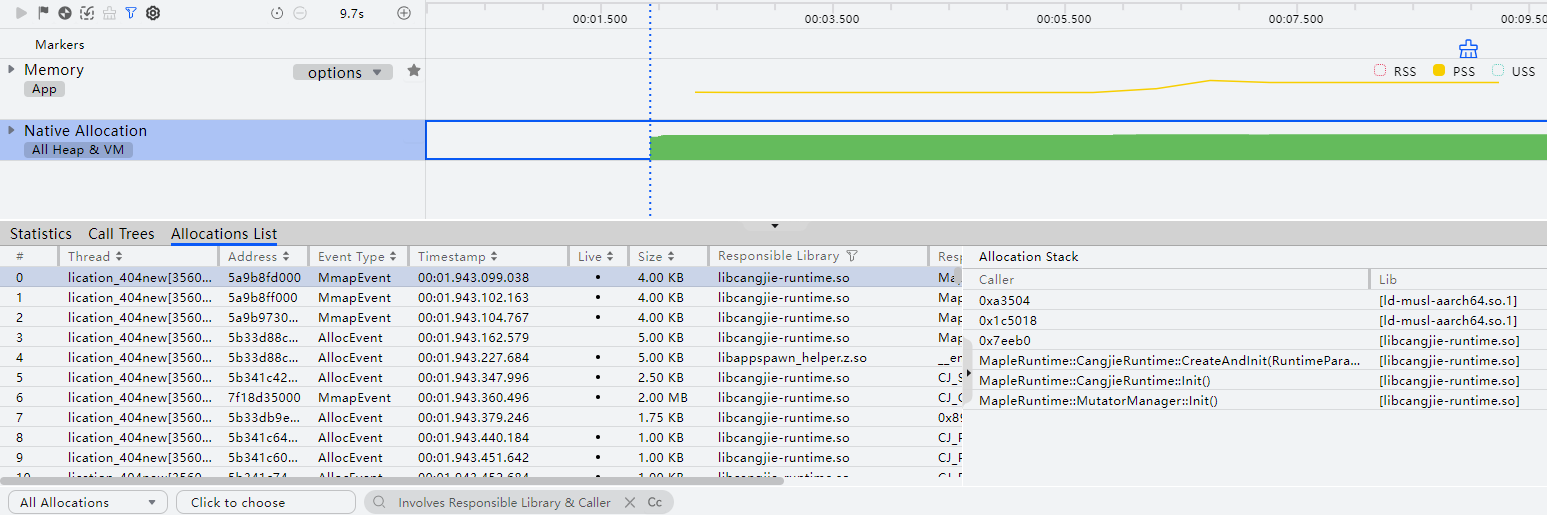 9.7s 00:01.500 00:03.500 00:05.500 00:07.500 00:09.50
Markers
Memory options RSS PSS USS
App
Native Allocation
All Heap & VM
Statistics Call Trees Allocations List
# Thread Address Event Type Timestamp Live Size Responsible Library Resp Allocation Stack
Caller Lib
0 lication_404new[3560... 5a9b8fd000 MmapEvent 00:01.943.099.038 • 4.00 KB libcangjie-runtime.so Ma
0xa3504 [ld-musl-aarch64.so.1]
1 lication_404new[3560... 5a9b8ff000 MmapEvent 00:01.943.102.163 • 4.00 KB libcangjie-runtime.so Map
0x1c5018 [ld-musl-aarch64.so.1]
2 lication_404new[3560... 5a9b9730... MmapEvent 00:01.943.104.767 • 4.00 KB libcangjie-runtime.so Map
0x7eeb0 [libcangjie-runtime.so]
3 lication_404new[3560... 5b33d88c... AllocEvent 00:01.943.162.579 5.00 KB libcangjie-runtime.so Map
MapleRuntime::CangjieRuntime::CreateAndInit(RuntimePara... [libcangjie-runtime.so]
4 lication_404new[3560... 5b33d88c... AllocEvent 00:01.943.227.684 • 5.00 KB libappspawn_helper.z.so __en
MapleRuntime::CangjieRuntime::Init() [libcangjie-runtime.so]
5 lication_404new[3560... 5b341c42... AllocEvent 00:01.943.347.996 • 2.50 KB libcangjie-runtime.so CJ_S
MapleRuntime::MutatorManager::Init() [libcangjie-runtime.so]
6 lication_404new[3560... 7f18d35000 MmapEvent 00:01.943.360.496 • 2.00 MB libcangjie-runtime.so
7 lication_404new[3560... 5b33db9e... AllocEvent 00:01.943.379.246 1.75 KB libcangjie-runtime.so 0x89
8 lication_404new[3560... 5b341c64... AllocEvent 00:01.943.440.184 • 1.00 KB libcangjie-runtime.so
9 lication_404new[3560... 5b341c60... AllocEvent 00:01.943.451.642 • 1.00 KB libcangjie-runtime.so
All Allocations Click to choose Involves Responsible Library & Caller Cc